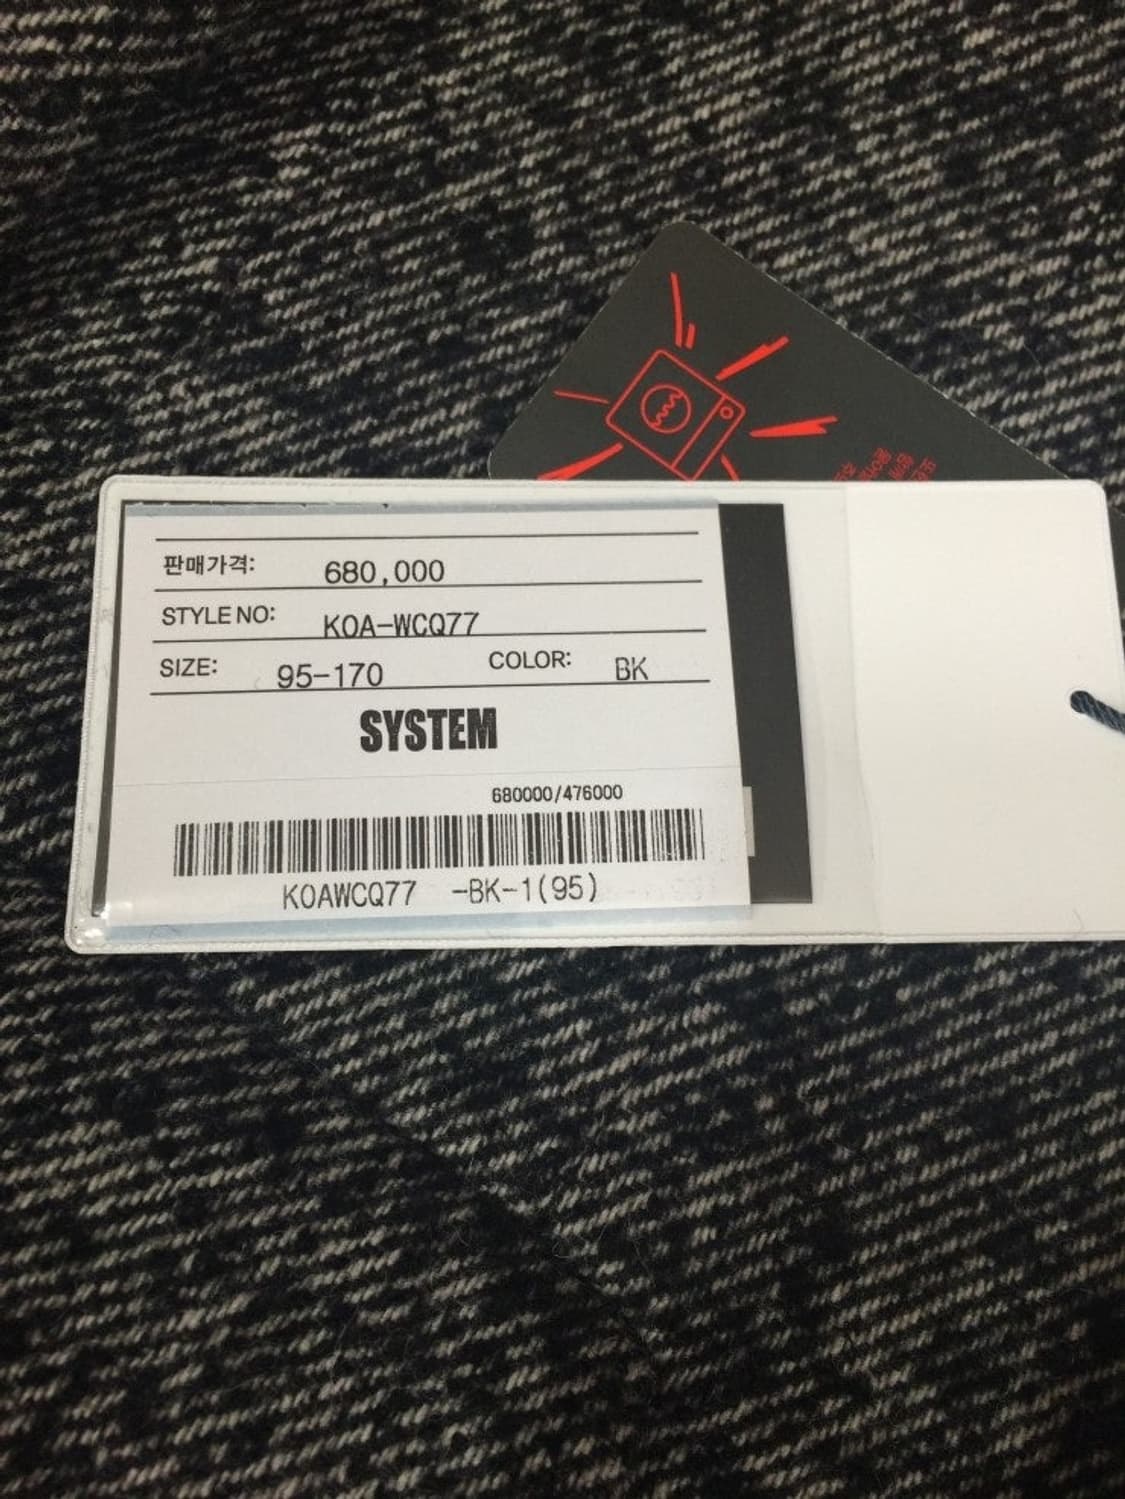 판매가격: 680,000
STYLE NO: KOA-WCQ77
SIZE: 95-170 COLOR: BK
SYSTEM
680000/476000
KOAWCQ77 -BK-1(95)